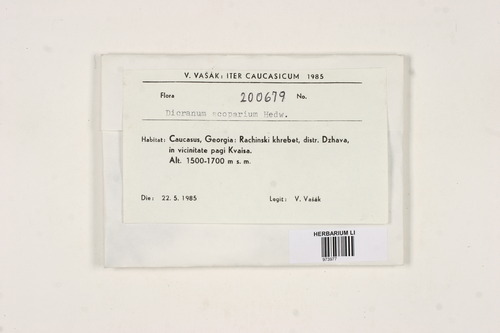 V. VAŠÁK: ITER CAUCASICUM 1985
Flora 200679 No.
Dicranum scoparium Hedw.
Habitat: Caucasus, Georgia: Rachinski khrebet, distr. Dzhava,
in vicinitate pagi Kvaisa.
Alt. 1500-1700 m s. m.
Die: 22. 5. 1985 Legit: V. Vašák
HERBARIUM LI
973977